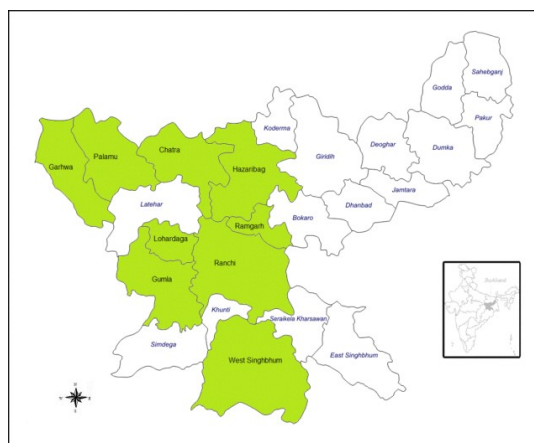 Sahebganj
Godda
Pakur
Koderma
Giridih
Deoghar
Dumka
Chatra
Palamu
Garhwa
Hazaribag
Jamtara
Dhanbad
Latehar
Bokaro
Ramgarh
Lohardaga
Ranchi
Gumla
Khunti
Seraikela Kharsawan
Simdega
East Singhbhum
West Singhbhum